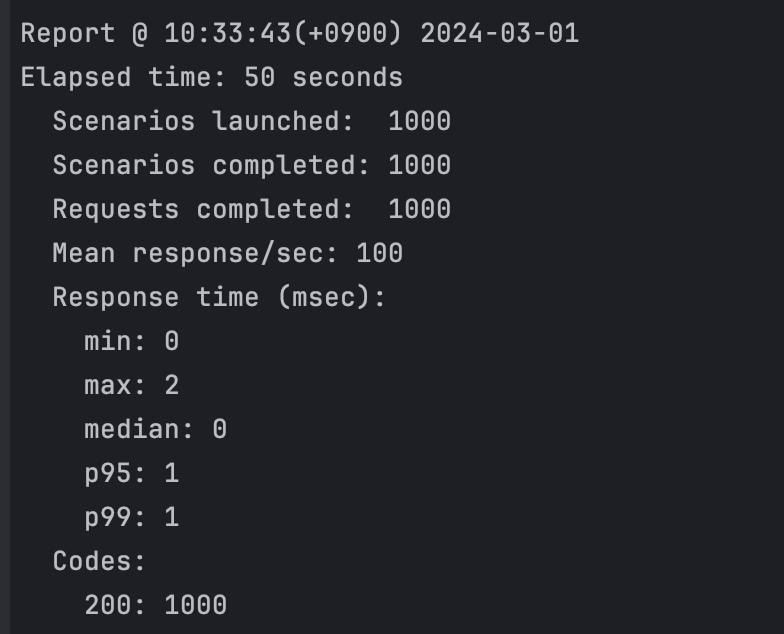 Report @ 10:33:43(+0900) 2024-03-01
Elapsed time: 50 seconds
  Scenarios launched:  1000
  Scenarios completed: 1000
  Requests completed:  1000
  Mean response/sec: 100
  Response time (msec):
    min: 0
    max: 2
    median: 0
    p95: 1
    p99: 1
  Codes:
    200: 1000